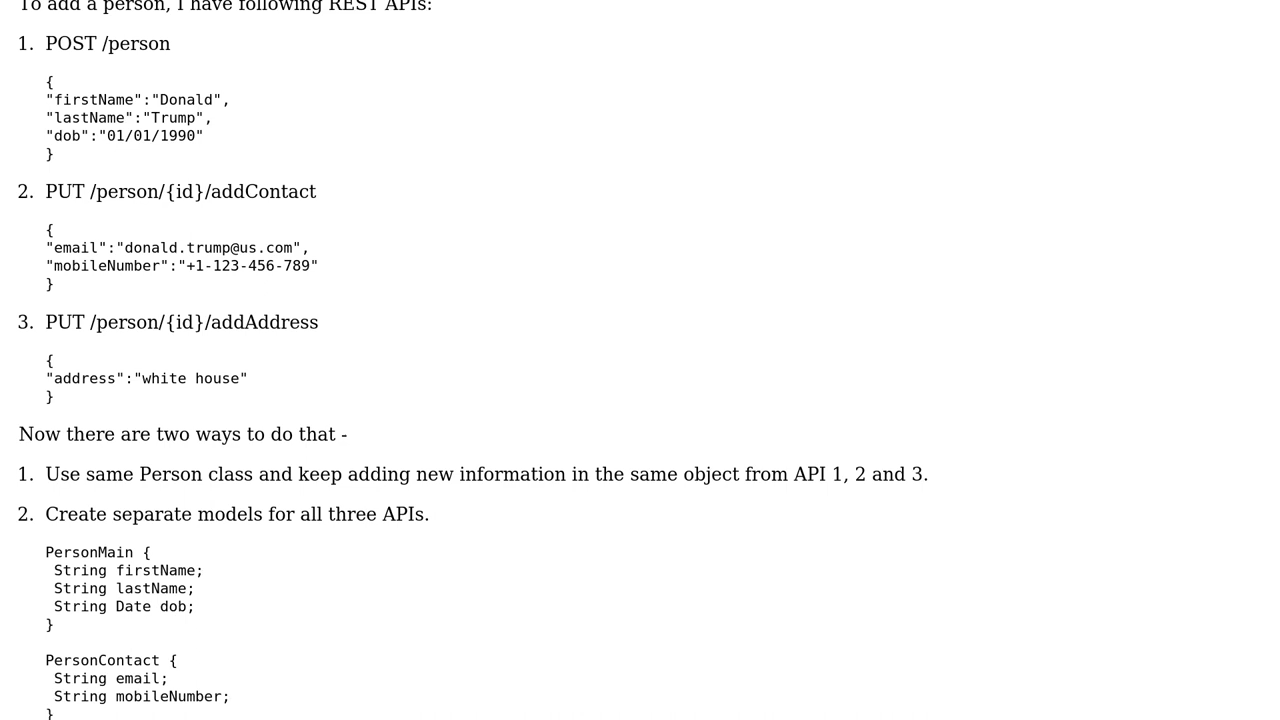 To add a person, I have following REST APIs:
1. POST /person
{
"firstName":"Donald",
"lastName":"Trump",
"dob":"01/01/1990"
}
2. PUT /person/{id}/addContact
{
"email":"donald.trump@us.com",
"mobileNumber":"+1-123-456-789"
}
3. PUT /person/{id}/addAddress
{
"address":"white house"
}
Now there are two ways to do that -
1. Use same Person class and keep adding new information in the same object from API 1, 2 and 3.
2. Create separate models for all three APIs.
PersonMain {
String firstName;
String lastName;
String Date dob;
}
PersonContact {
String email;
String mobileNumber;
}